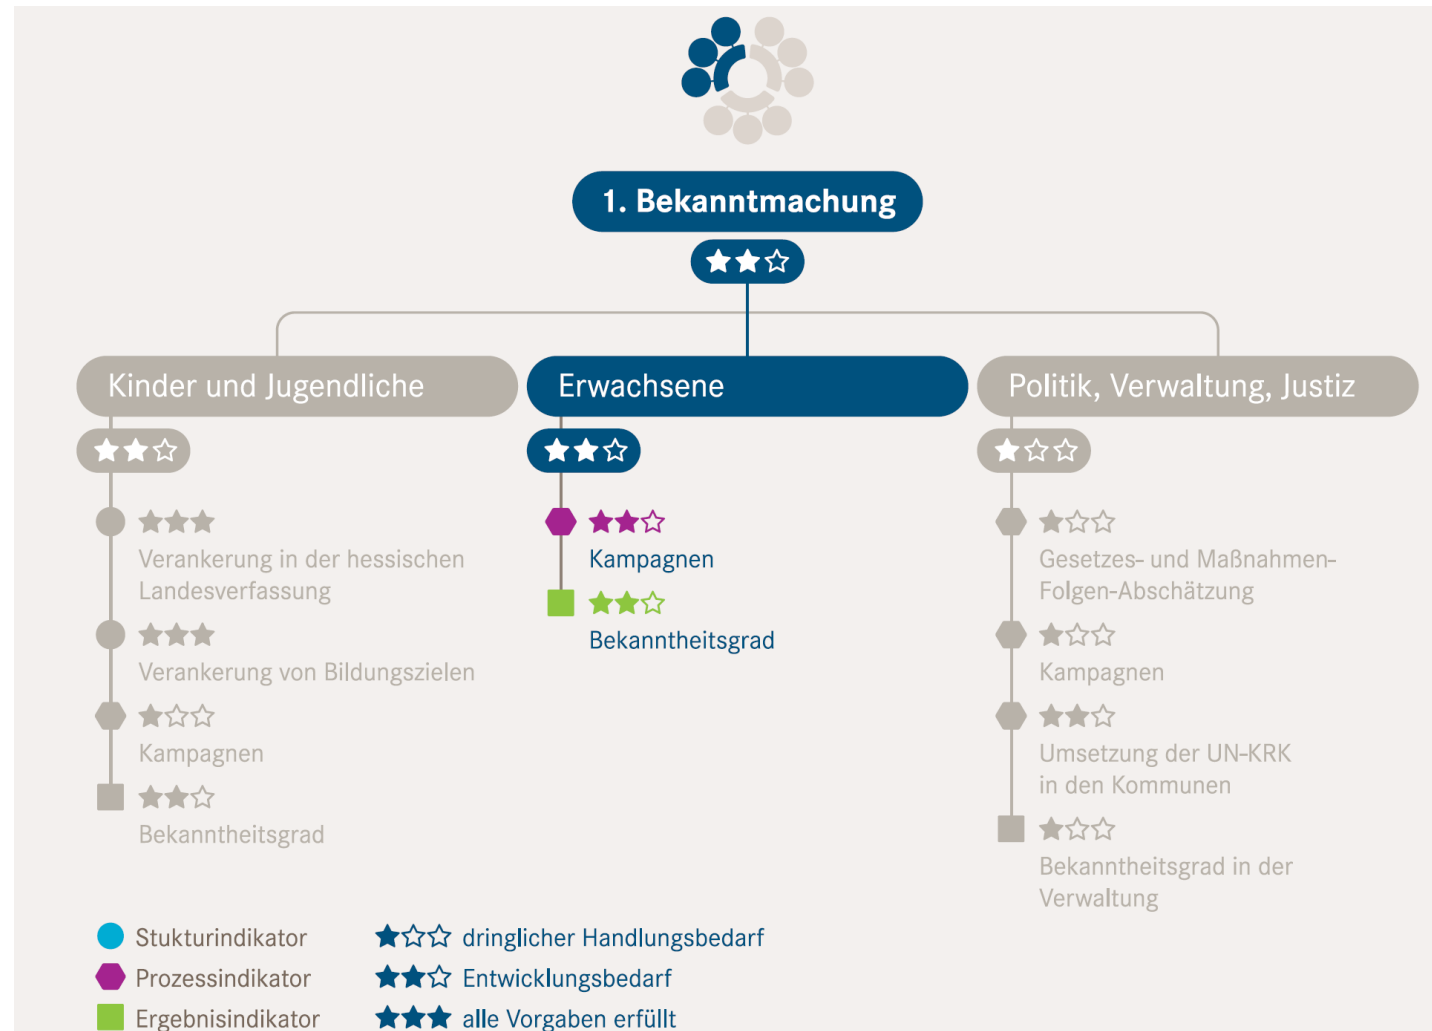 1. Bekanntmachung
Kinder und Jugendliche
Verankerung in der hessischen
Landesverfassung
Verankerung von Bildungszielen
Kampagnen
Bekanntheitsgrad
Erwachsene
Kampagnen
Bekanntheitsgrad
Politik, Verwaltung, Justiz
Gesetzes- und Maßnahmen-
Folgen-Abschätzung
Kampagnen
Umsetzung der UN-KRK
in den Kommunen
Bekanntheitsgrad in der
Verwaltung
Stukturindikator
Prozessindikator
Ergebnisindikator
dringlicher Handlungsbedarf
Entwicklungsbedarf
alle Vorgaben erfüllt